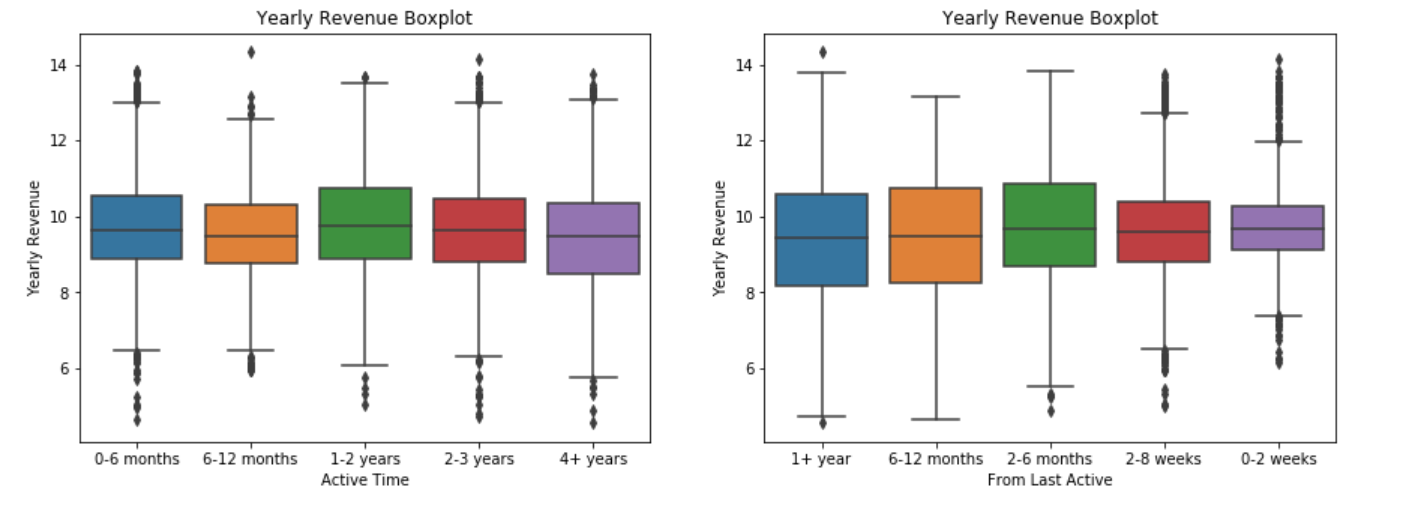 Yearly Revenue Boxplot
14
12
10
8
6
Yearly Revenue
0-6 months 6-12 months 1-2 years 2-3 years 4+ years
Active Time
Yearly Revenue Boxplot
14
12
10
8
6
Yearly Revenue
1+ year 6-12 months 2-6 months 2-8 weeks 0-2 weeks
From Last Active